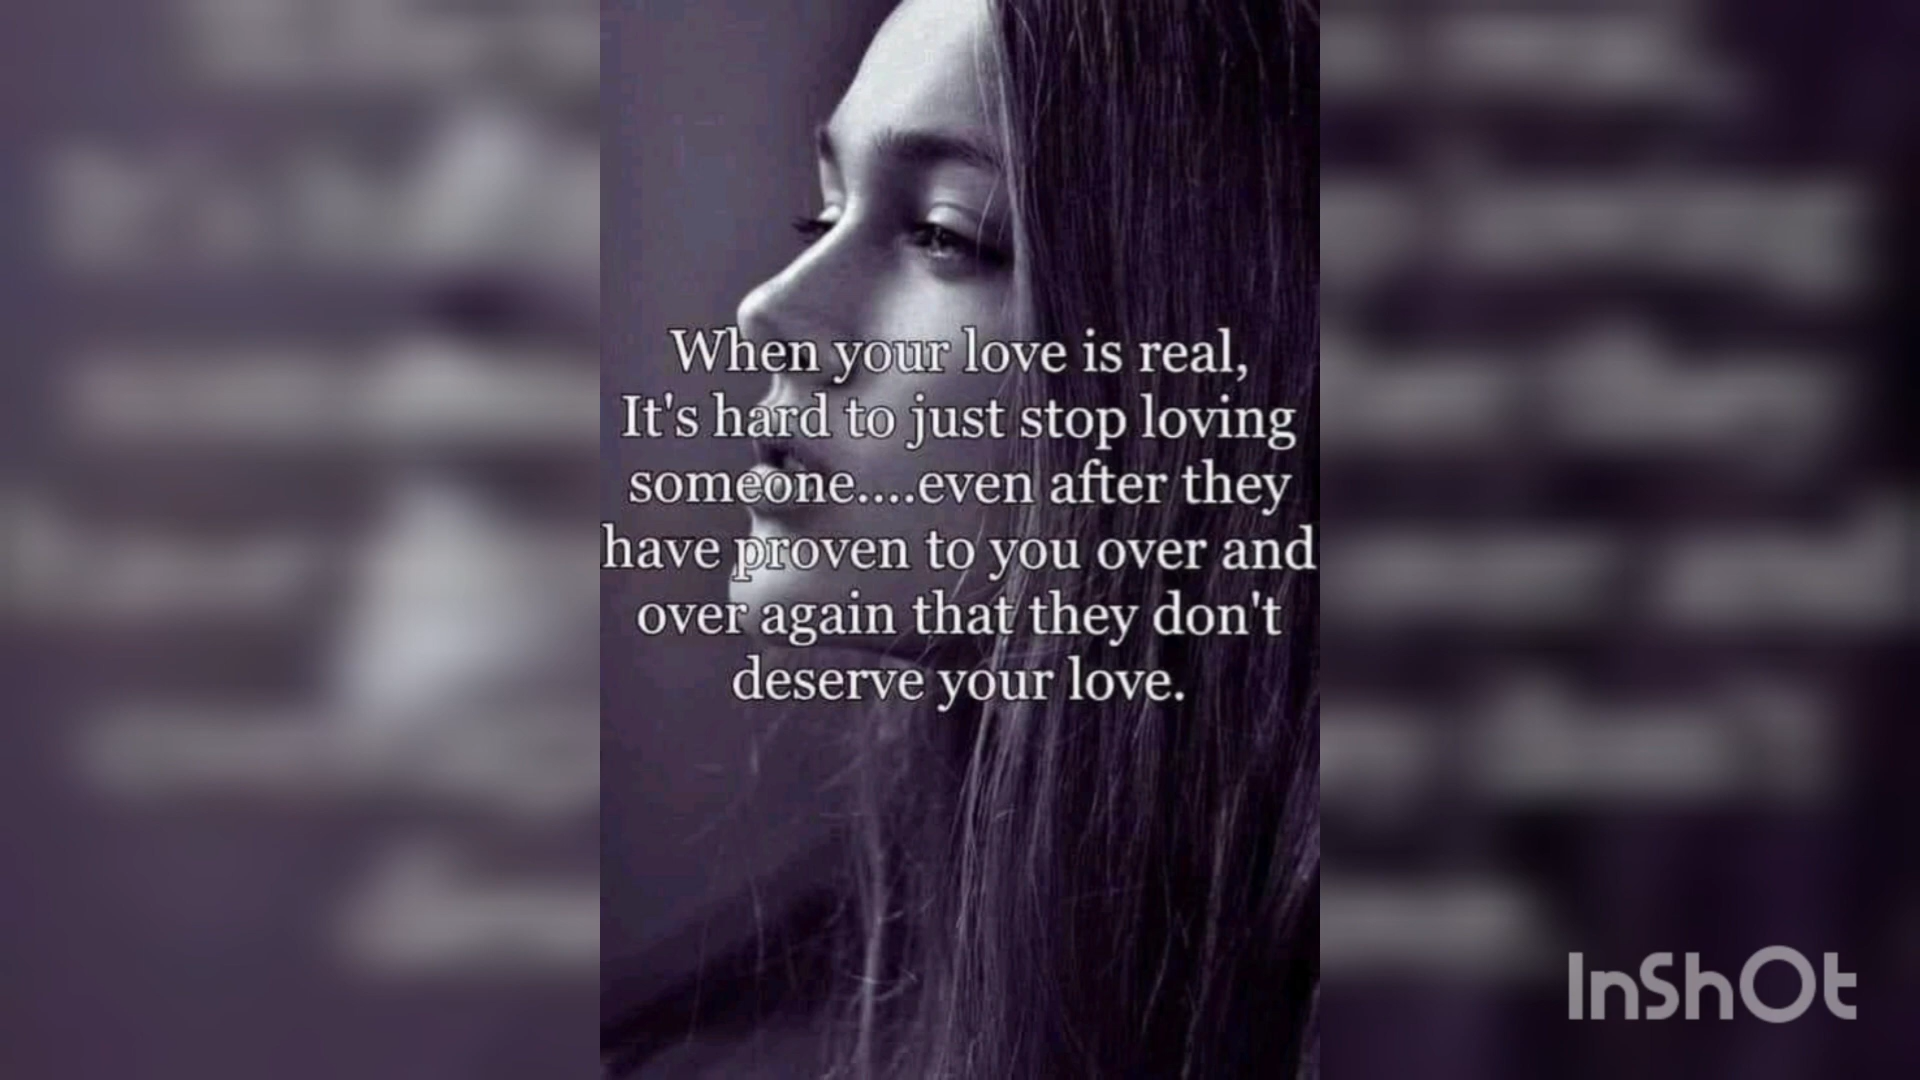 When your love is real,
It's hard to just stop loving
someone....even after they
have proven to you over and
over again that they don't
deserve your love.
InShOt